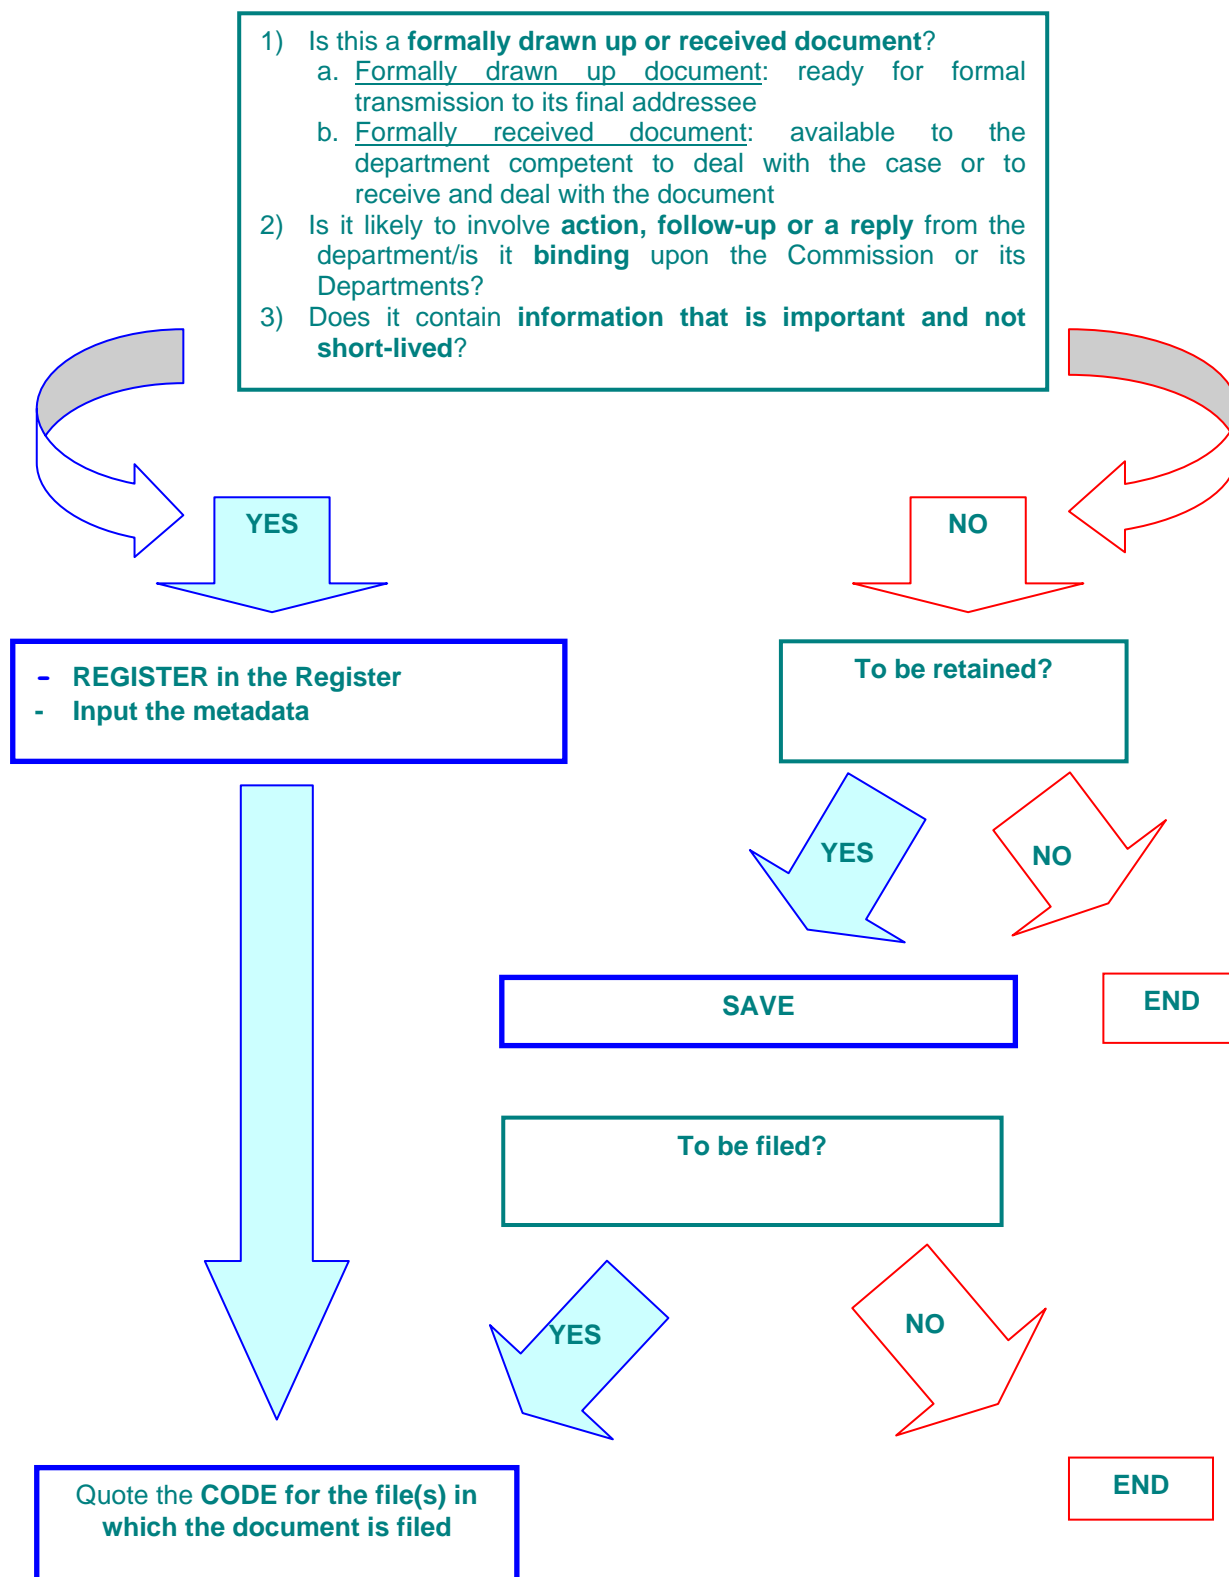 1) Is this a formally drawn up or received document?
a. Formally drawn up document: ready for formal
transmission to its final addressee
b. Formally received document: available to the
department competent to deal with the case or to
receive and deal with the document
2) Is it likely to involve action, follow-up or a reply from the
department/is it binding upon the Commission or its
Departments?
3) Does it contain information that is important and not
short-lived?
YES
NO
- REGISTER in the Register
- Input the metadata
To be retained?
YES
NO
SAVE
END
To be filed?
YES
NO
Quote the CODE for the file(s) in
which the document is filed
END